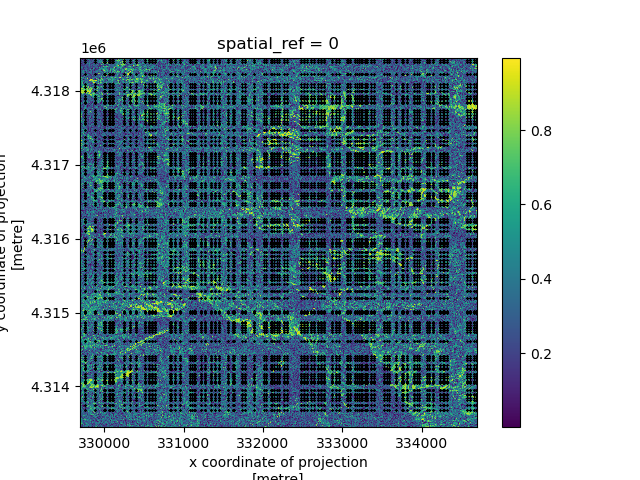 spatial_ref = 0
1e6
4.318
4.317
4.316
4.315
4.314
y coordinate of projection
[metre]
330000 331000 332000 333000 334000
x coordinate of projection
[metre]
0.8
0.6
0.4
0.2